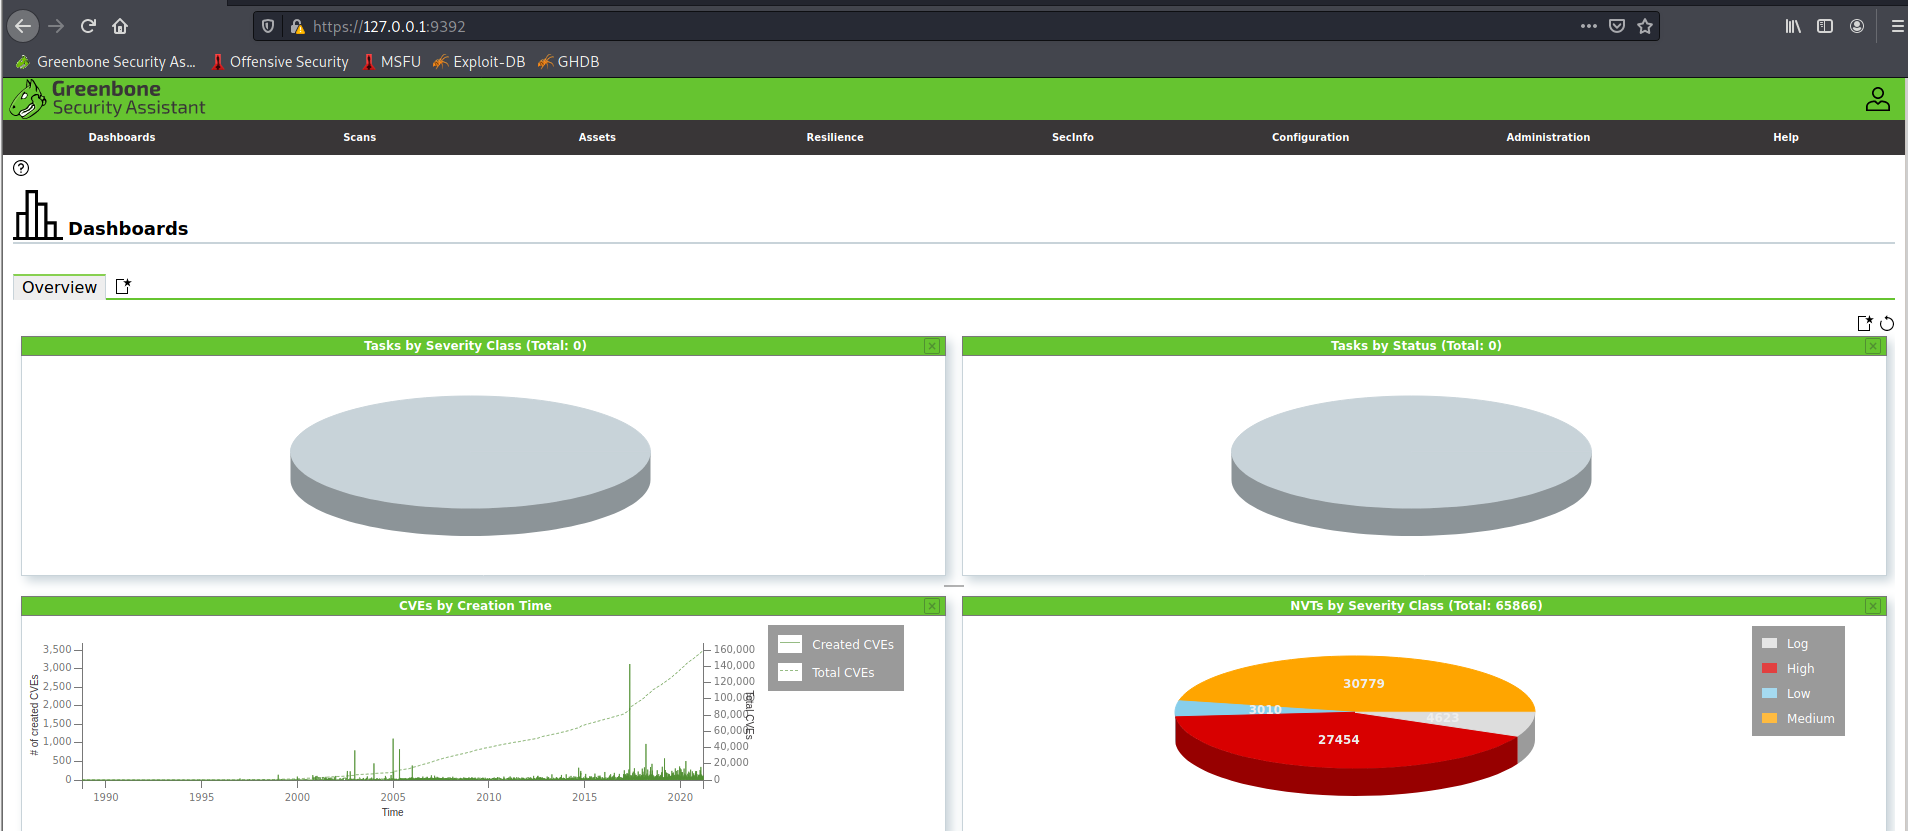 https://127.0.0.1:9392
Greenbone Security As... Offensive Security MSFU Exploit-DB GHDB
Greenbone
Security Assistant
Dashboards Scans Assets Resilience SecInfo Configuration Administration Help
Dashboards
Overview
Tasks by Severity Class (Total: 0)
Tasks by Status (Total: 0)
CVEs by Creation Time
# of created CVEs
3,500
3,000
2,500
2,000
1,500
1,000
500
0
1990 1995 2000 2005 2010 2015 2020
Time
160,000
140,000
120,000
100,000
80,000
60,000
40,000
20,000
0
Total CVEs
Created CVEs
Total CVEs
NVTs by Severity Class (Total: 65866)
30779
3010
4623
27454
Log
High
Low
Medium